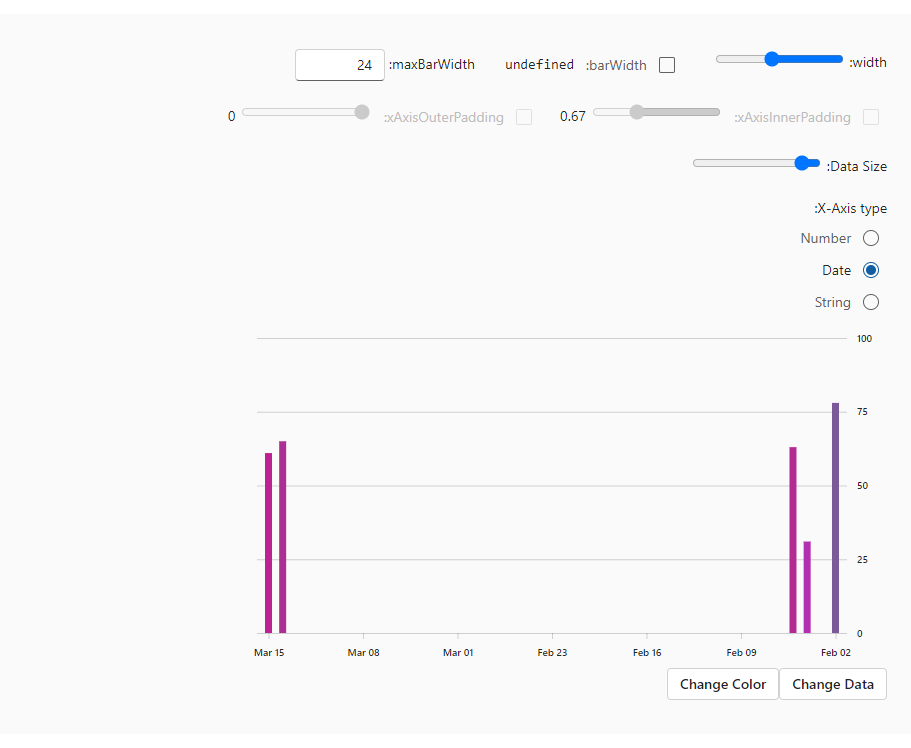 :width
undefined :barWidth
24 :maxBarWidth
:xAxisInnerPadding 0.67
:xAxisOuterPadding 0
:Data Size
:X-Axis type
Number
Date
String
100
75
50
25
0
Mar 15 Mar 08 Mar 01 Feb 23 Feb 16 Feb 09 Feb 02
Change Color Change Data